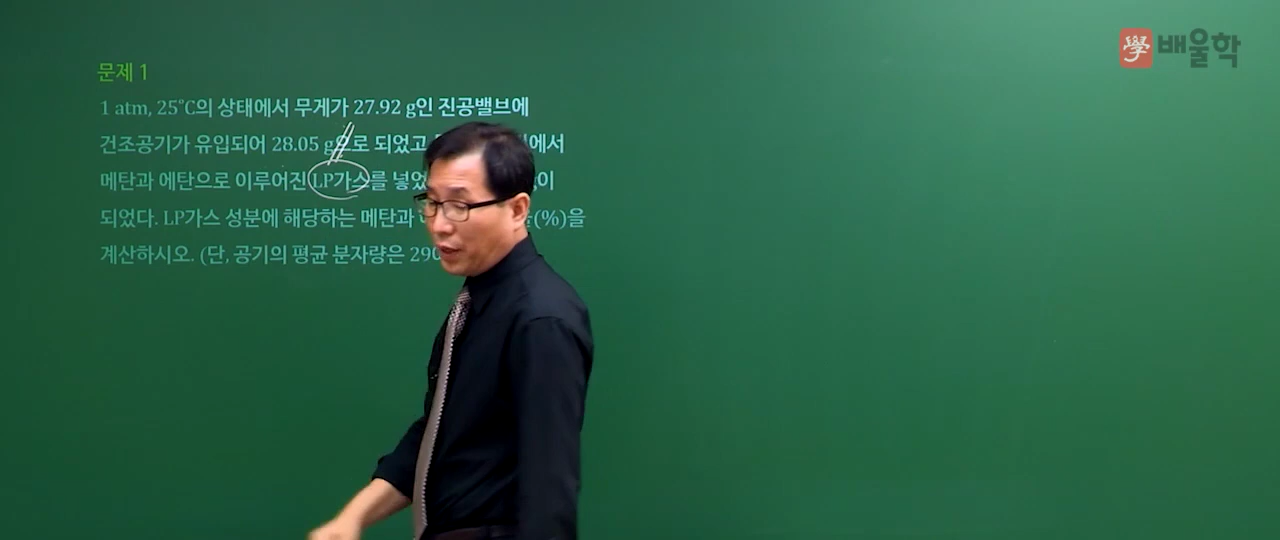 學 배울학
문제 1
1 atm, 25℃의 상태에서 무게가 27.92 g인 진공밸브에
건조공기가 유입되어 28.05 g으로 되었고
메탄과 에탄으로 이루어진 LP가스를
되었다. LP가스 성분에 해당하는 메탄과 (%)을
계산하시오. (단, 공기의 평균 분자량은